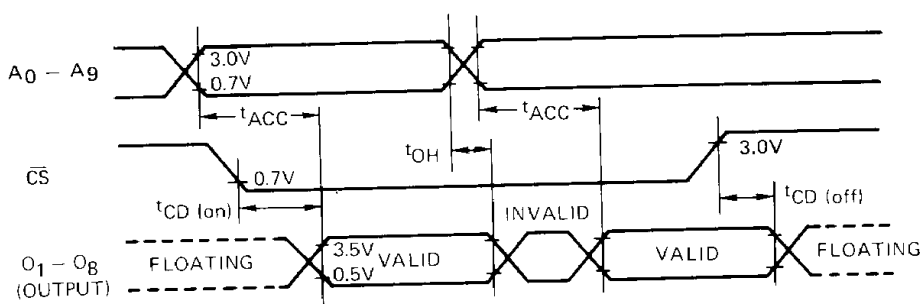 A0 – A9
3.0V
0.7V
tACC
tACC
tOH
CS
0.7V
3.0V
tCD (on)
tCD (off)
INVALID
O1 – O8
(OUTPUT)
FLOATING
3.5V
0.5V
VALID
VALID
FLOATING